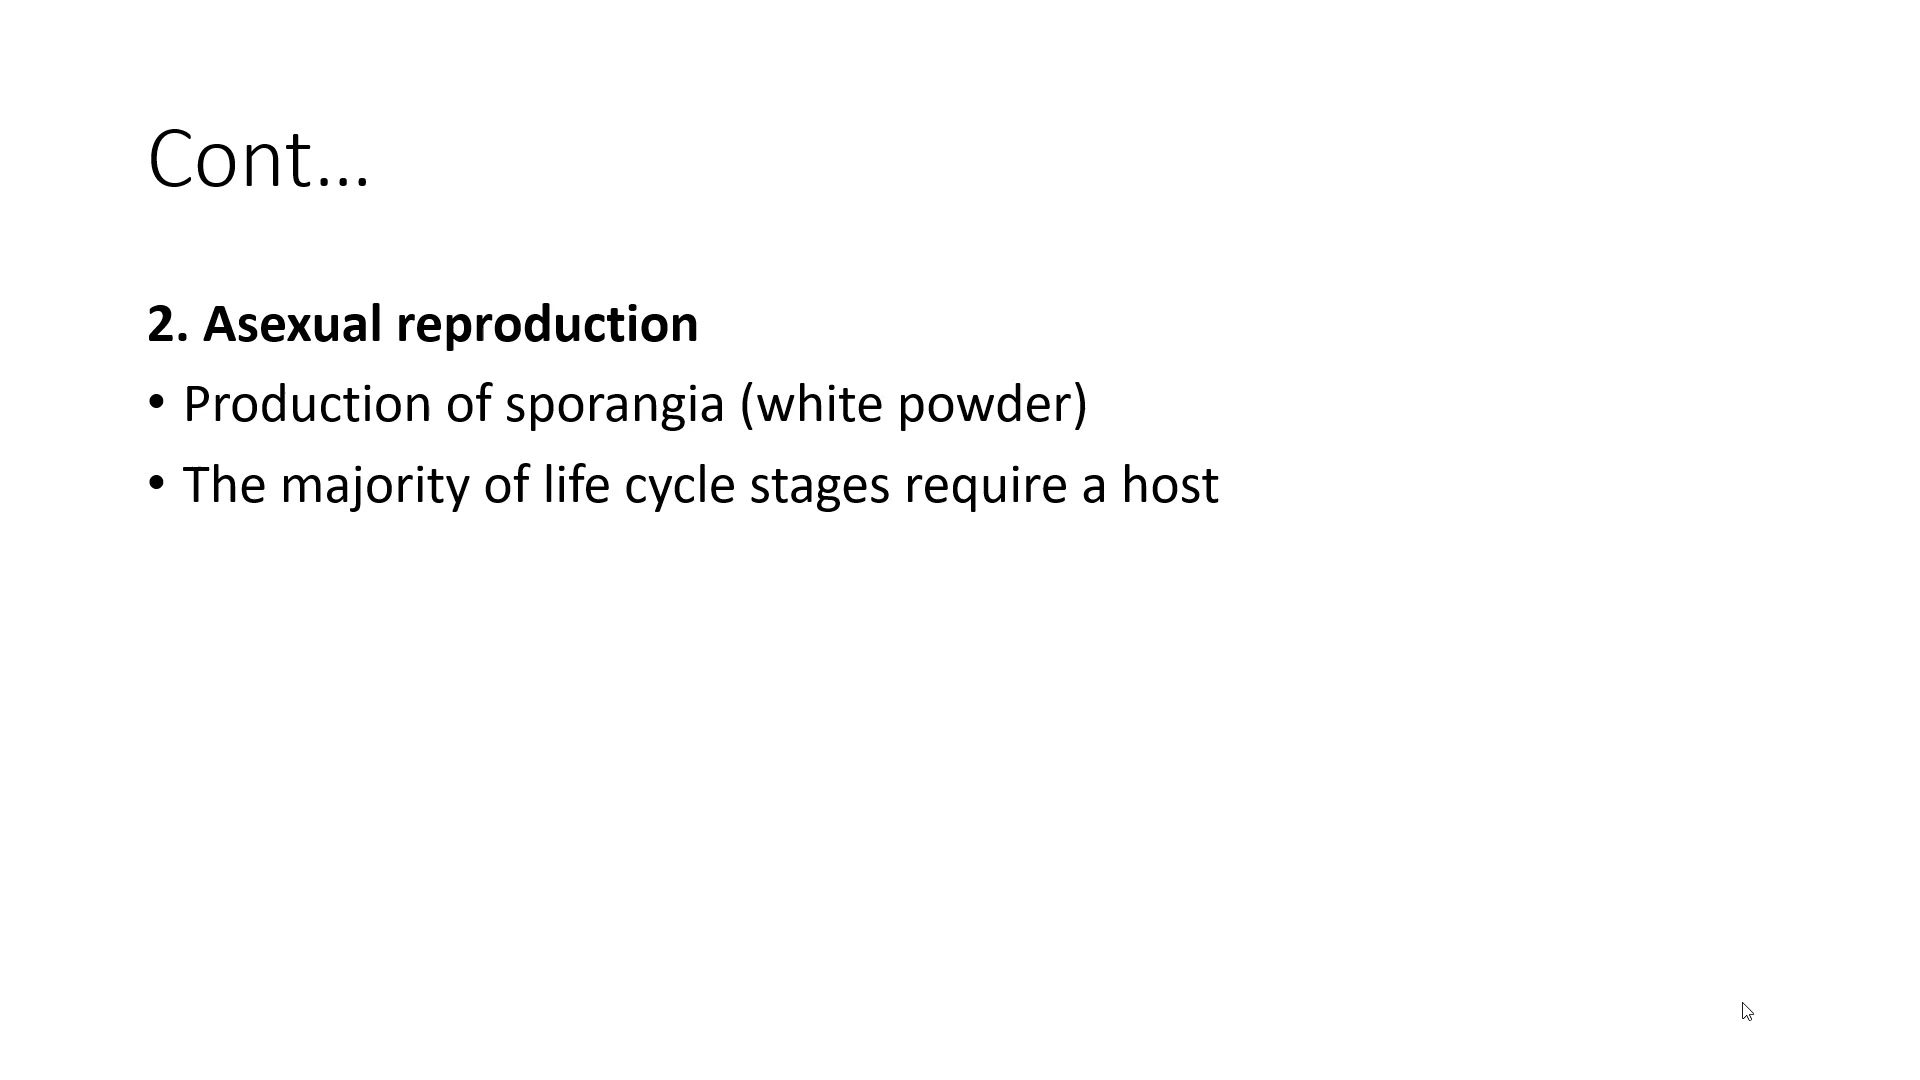 Cont…
2. Asexual reproduction
• Production of sporangia (white powder)
• The majority of life cycle stages require a host